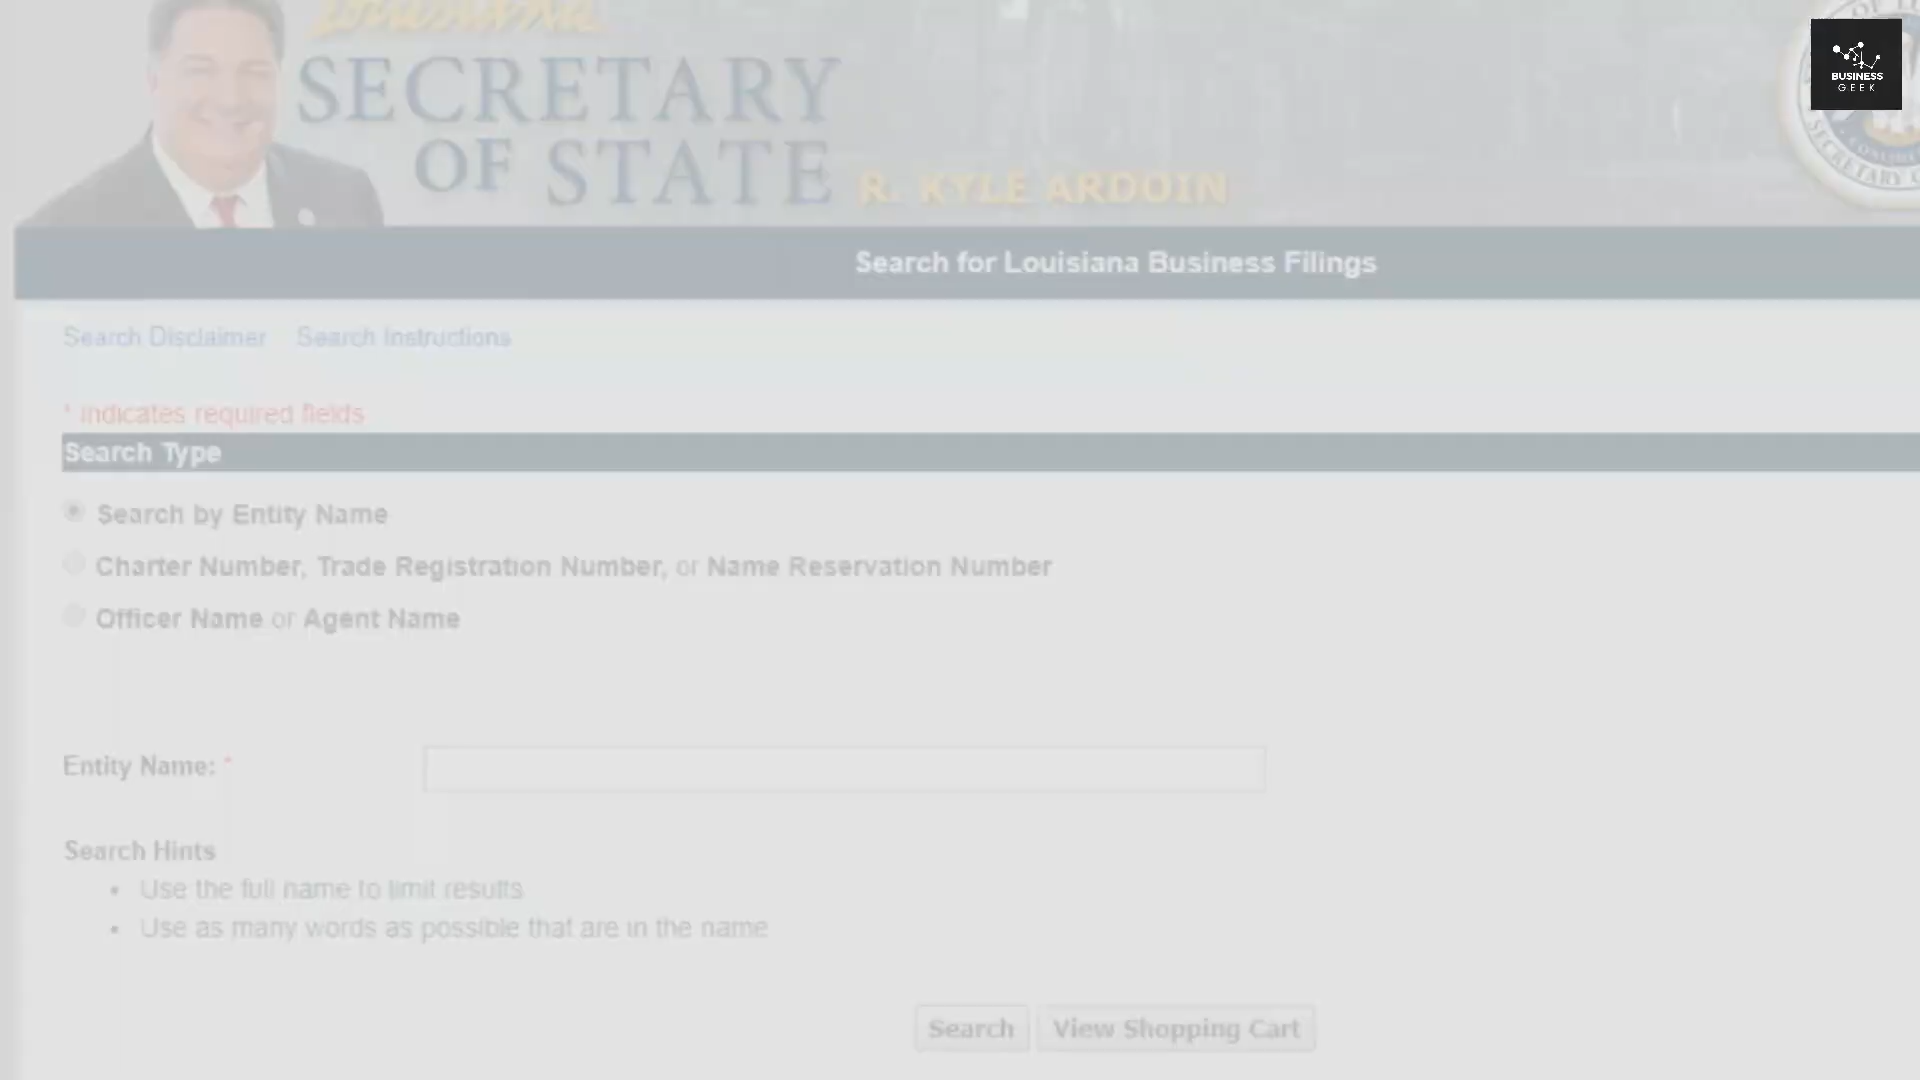 Louisiana
SECRETARY
OF STATE
R. KYLE ARDOIN
BUSINESS
GEEK
Search for Louisiana Business Filings
Search Disclaimer Search Instructions
* indicates required fields
Search Type
Search by Entity Name
Charter Number, Trade Registration Number, or Name Reservation Number
Officer Name or Agent Name
Entity Name: *
Search Hints
• Use the full name to limit results
• Use as many words as possible that are in the name
Search View Shopping Cart